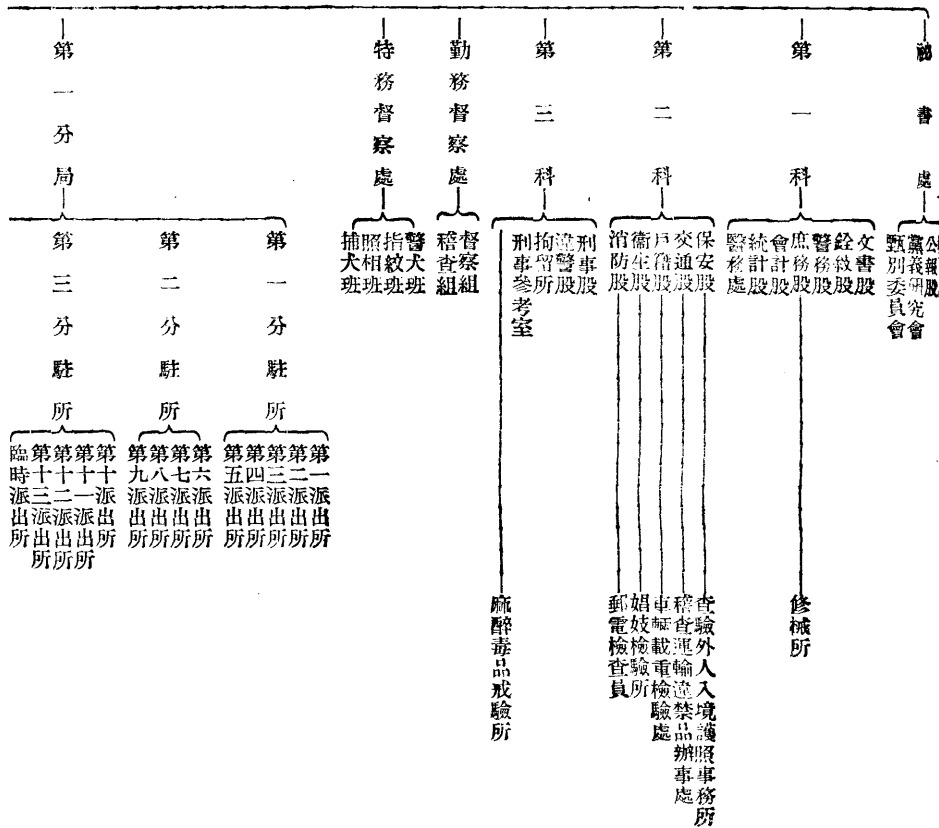 祕書處
公報股
黨義研究會
甄別委員會
第一科
文書股
銓敘股
警務股
庶務股
會計股
統計股
醫務處
修械所
第二科
保安股
交通股
戶籍股
衞生股
消防股
查驗外人入境護照事務所
稽查運輸違禁品辦事處
車輛載重檢驗處
娼妓檢驗所
郵電檢查員
第三科
刑事股
違警股
拘留所
刑事參考室
麻醉毒品戒驗所
勤務督察處
督察組
稽查組
特務督察處
警犬班
指紋班
照相班
捕犬班
第一分局
第一分駐所
第一派出所
第二派出所
第三派出所
第四派出所
第五派出所
第二分駐所
第六派出所
第七派出所
第八派出所
第九派出所
第三分駐所
第十派出所
第十一派出所
第十二派出所
第十三派出所
臨時派出所